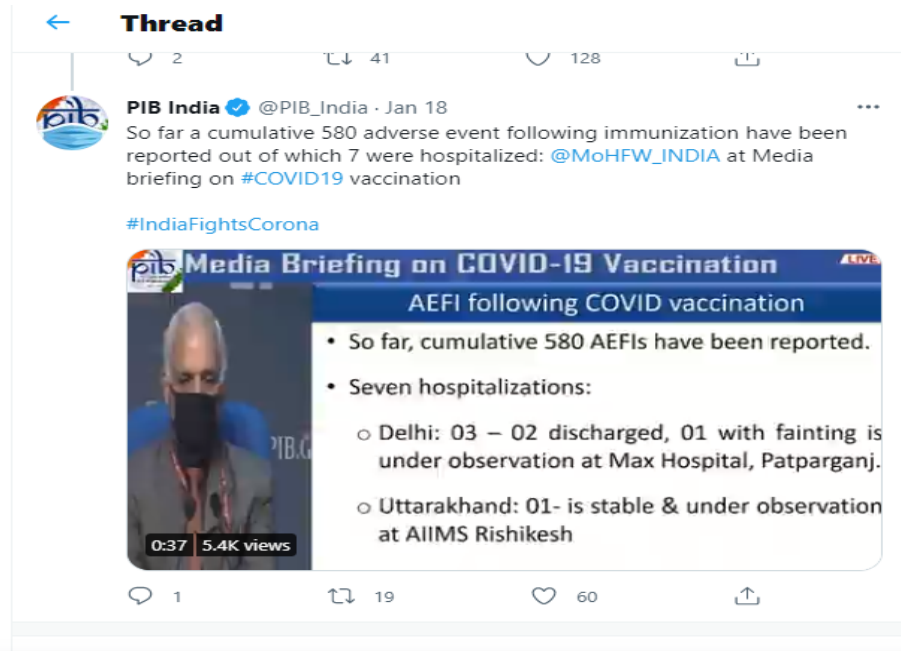 Thread
2 41 128
PIB India @PIB_India · Jan 18
So far a cumulative 580 adverse event following immunization have been
reported out of which 7 were hospitalized: @MoHFW_INDIA at Media
briefing on #COVID19 vaccination
#IndiaFightsCorona
pib Media Briefing on COVID-19 Vaccination LIVE
AEFI following COVID vaccination
• So far, cumulative 580 AEFIs have been reported.
• Seven hospitalizations:
o Delhi: 03 – 02 discharged, 01 with fainting is
under observation at Max Hospital, Patparganj.
o Uttarakhand: 01- is stable & under observation
at AIIMS Rishikesh
PIB.G
0:37 5.4K views
1 19 60